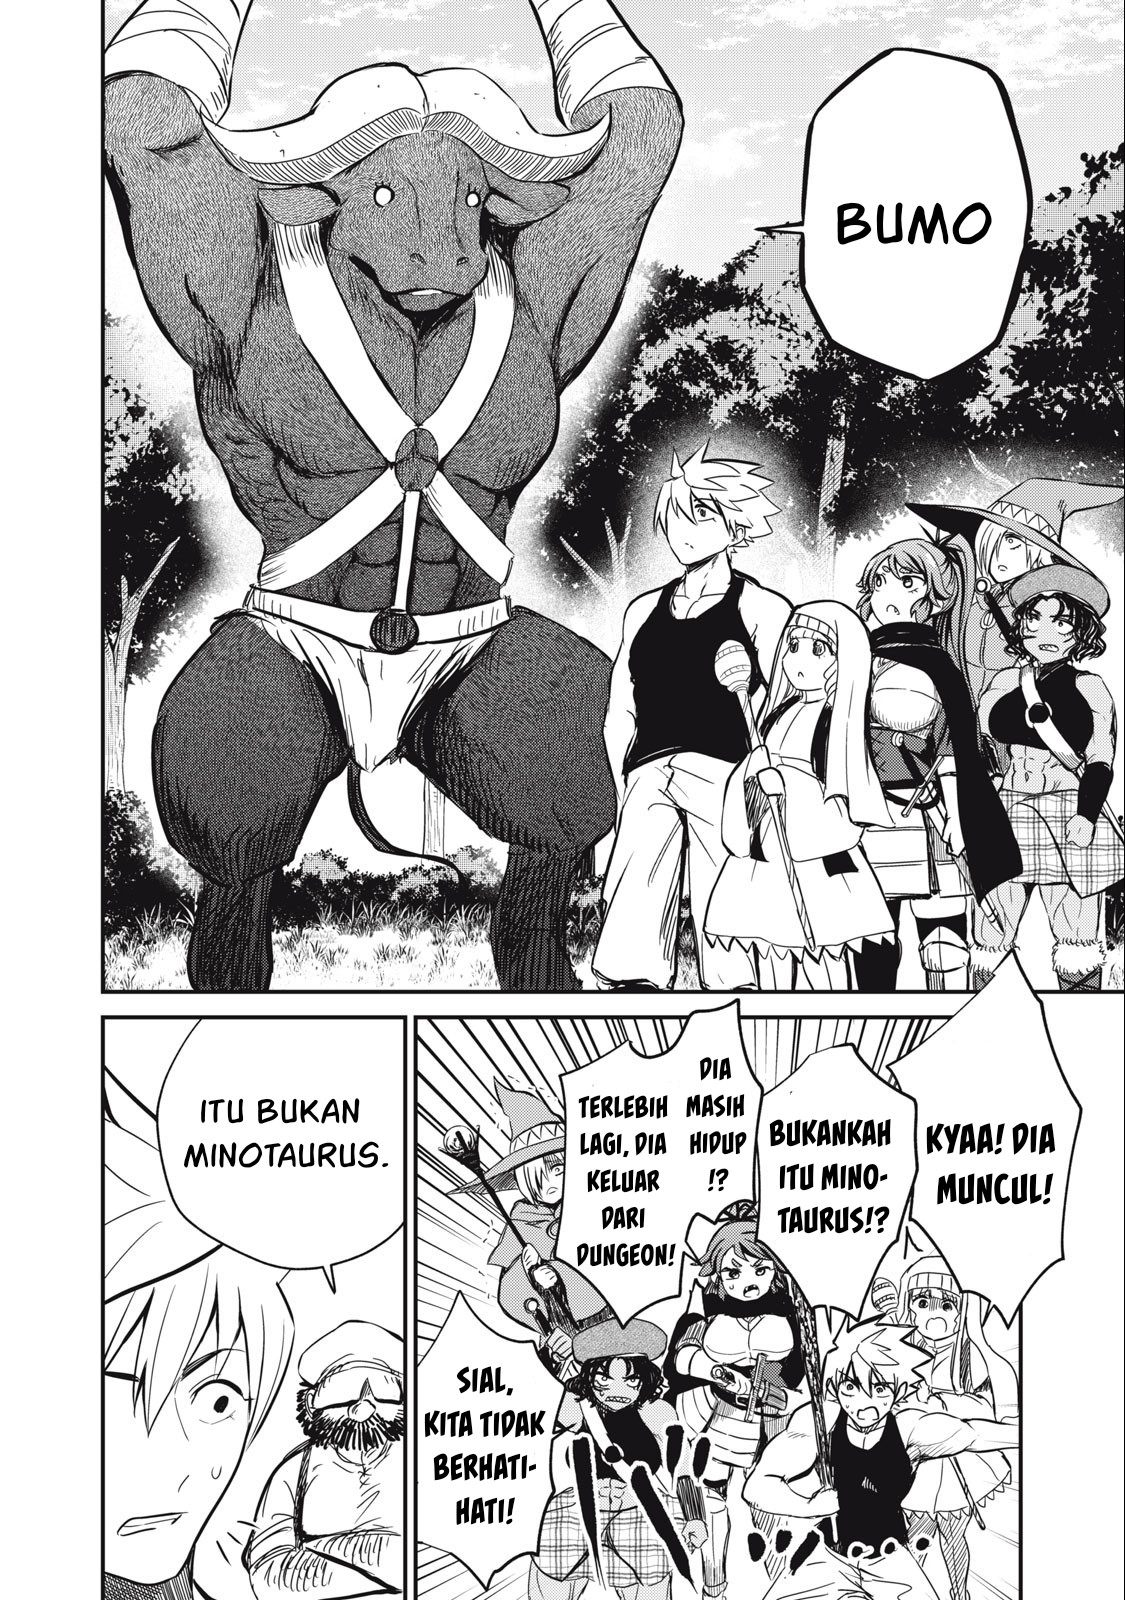 BUMO
KYAA! DIA
MUNCUL!
BUKANKAH
ITU MINO-
TAURUS!?
DIA
MASIH
HIDUP
!?
TERLEBIH
LAGI, DIA
KELUAR
DARI
DUNGEON!
SIAL,
KITA TIDAK
BERHATI-
HATI!
ITU BUKAN
MINOTAURUS.